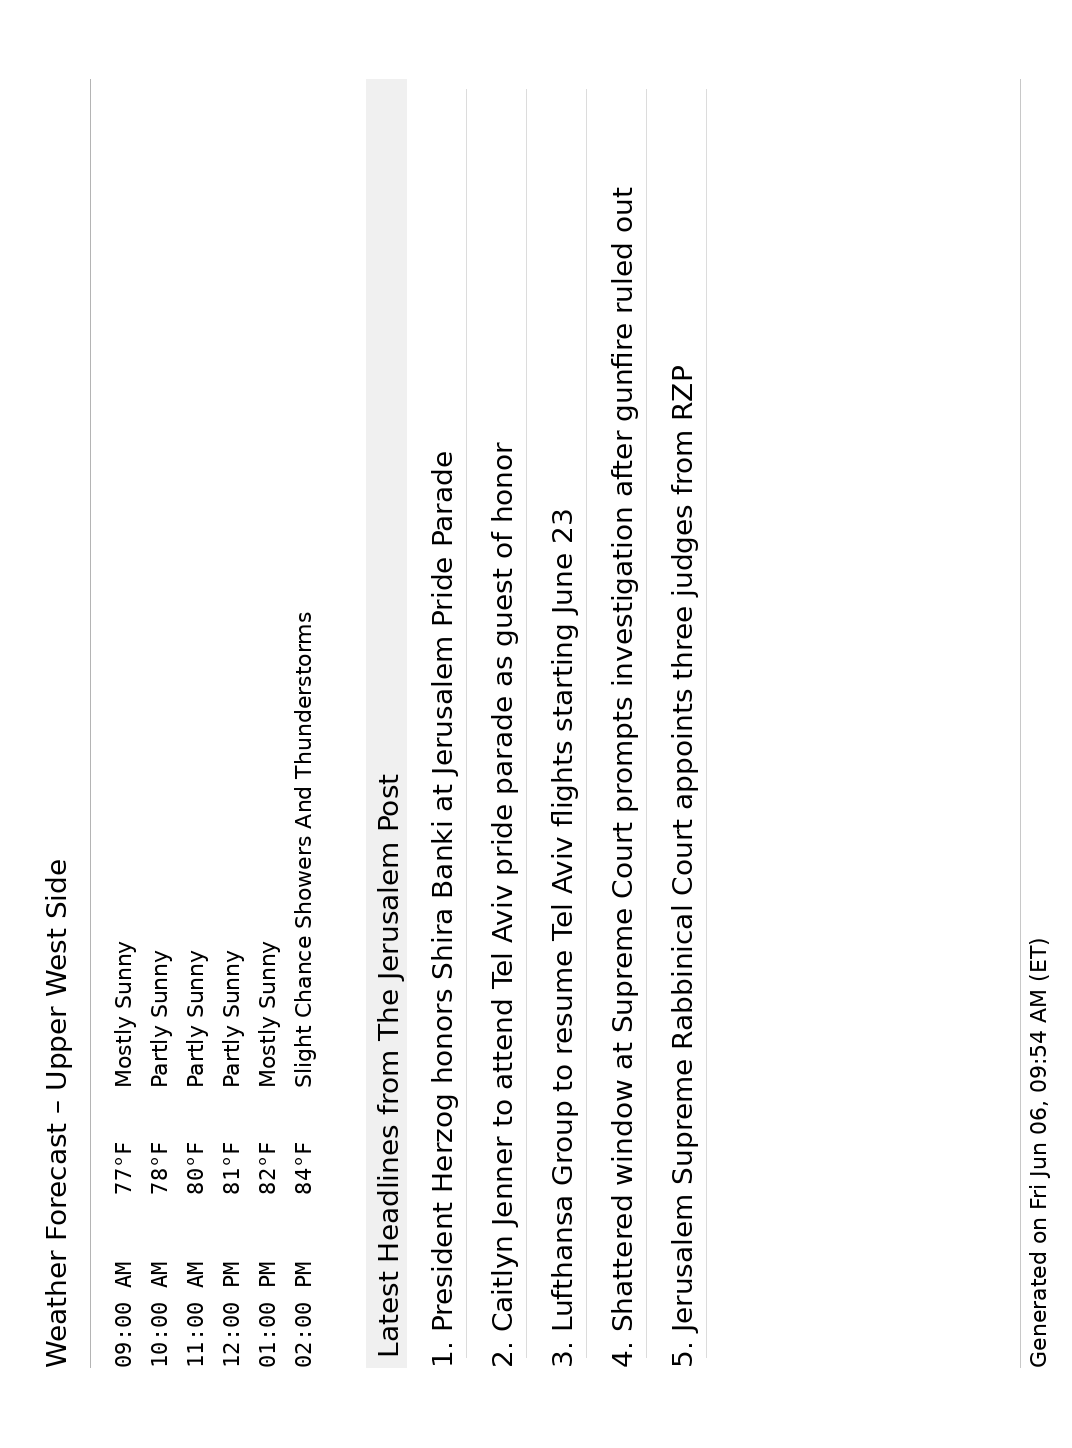 Weather Forecast – Upper West Side
09:00 AM 77°F Mostly Sunny
10:00 AM 78°F Partly Sunny
11:00 AM 80°F Partly Sunny
12:00 PM 81°F Partly Sunny
01:00 PM 82°F Mostly Sunny
02:00 PM 84°F Slight Chance Showers And Thunderstorms
Latest Headlines from The Jerusalem Post
1. President Herzog honors Shira Banki at Jerusalem Pride Parade
2. Caitlyn Jenner to attend Tel Aviv pride parade as guest of honor
3. Lufthansa Group to resume Tel Aviv flights starting June 23
4. Shattered window at Supreme Court prompts investigation after gunfire ruled out
5. Jerusalem Supreme Rabbinical Court appoints three judges from RZP
Generated on Fri Jun 06, 09:54 AM (ET)